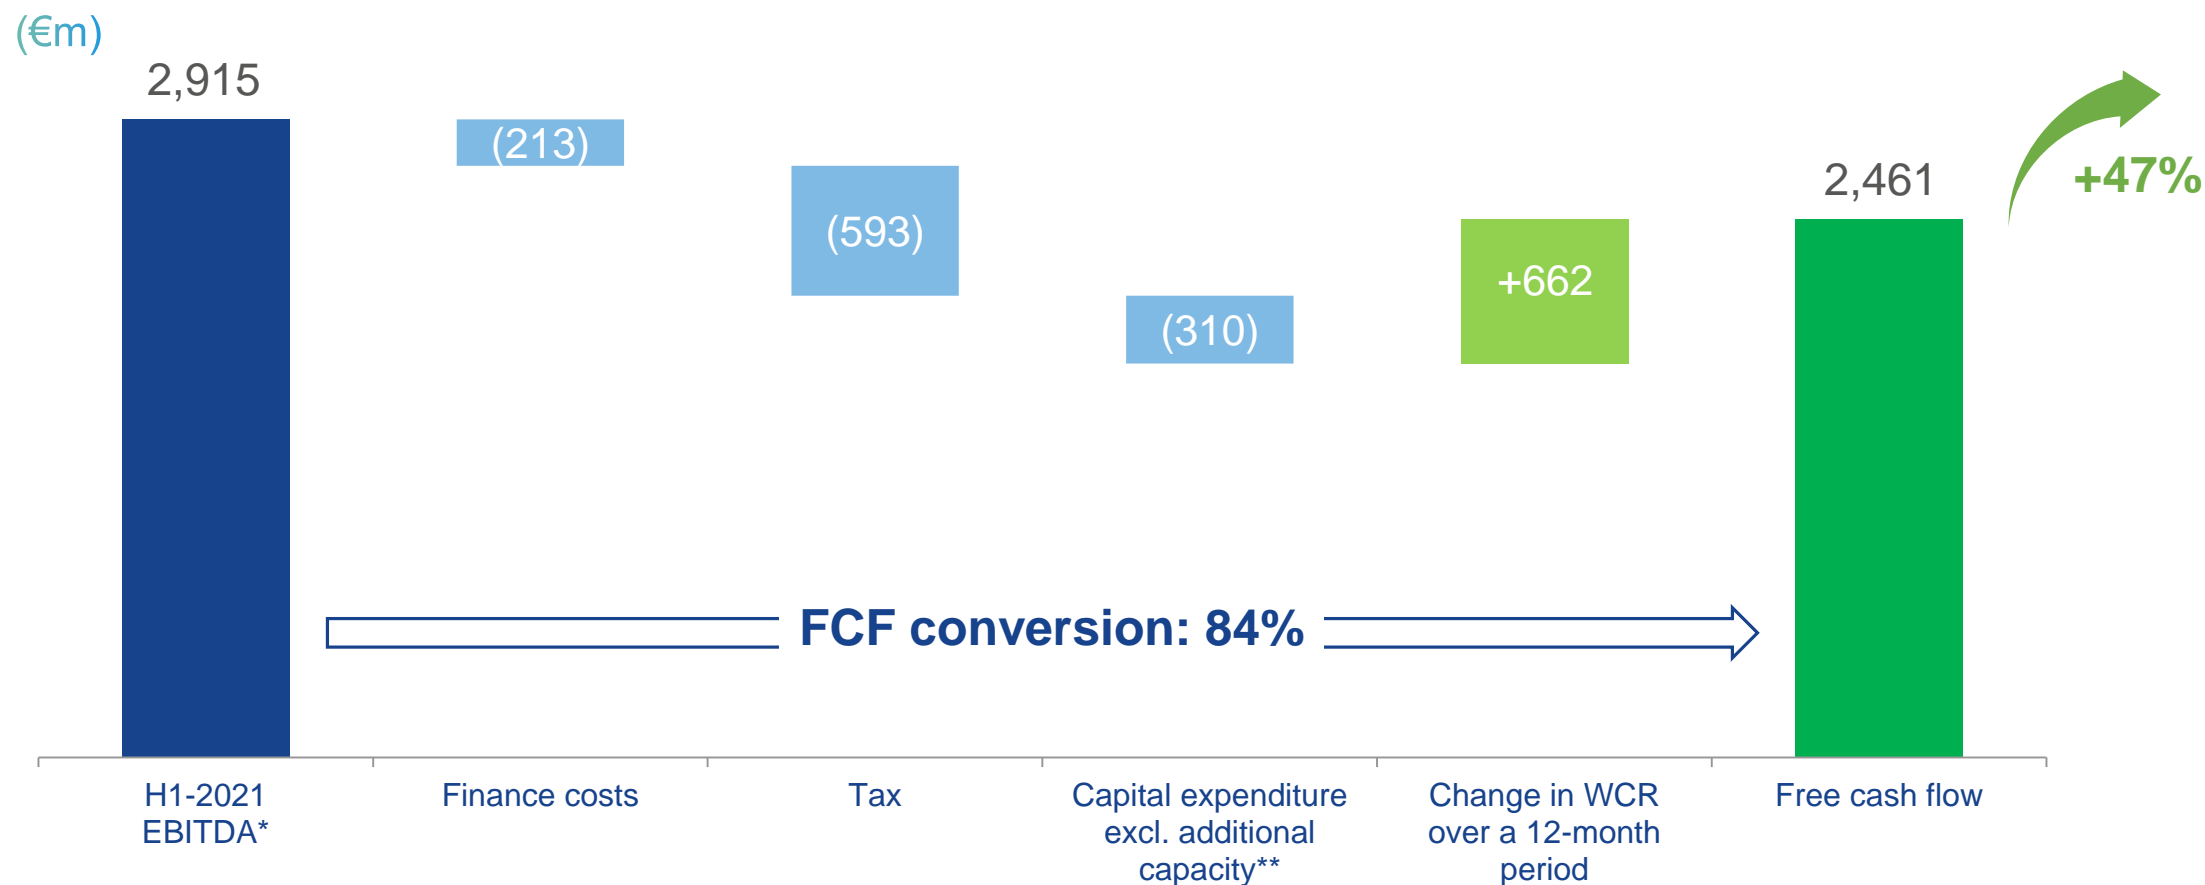 (€m)
2,915
(213)
(593)
(310)
+662
2,461
+47%
FCF conversion: 84%
H1-2021
EBITDA*
Finance costs
Tax
Capital expenditure
excl. additional
capacity**
Change in WCR
over a 12-month
period
Free cash flow